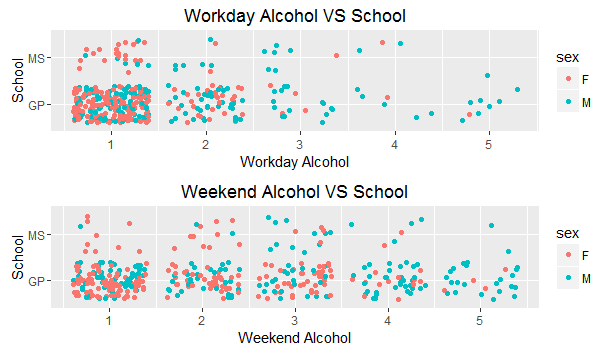 Workday Alcohol VS School
School
MS
GP
1 2 3 4 5
Workday Alcohol
sex
F
M
Weekend Alcohol VS School
School
MS
GP
1 2 3 4 5
Weekend Alcohol
sex
F
M